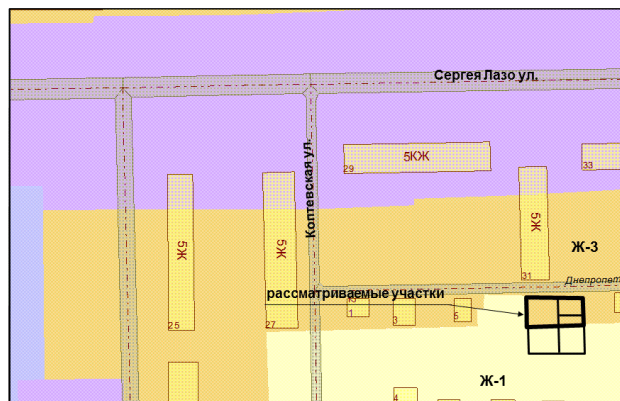 Сергея Лазо ул.
5КЖ
29
33
5Ж
5Ж
5Ж
Коптевская ул.
Ж-3
31
Днепропет
рассматриваемые участки
1
3
5
25
27
Ж-1
4